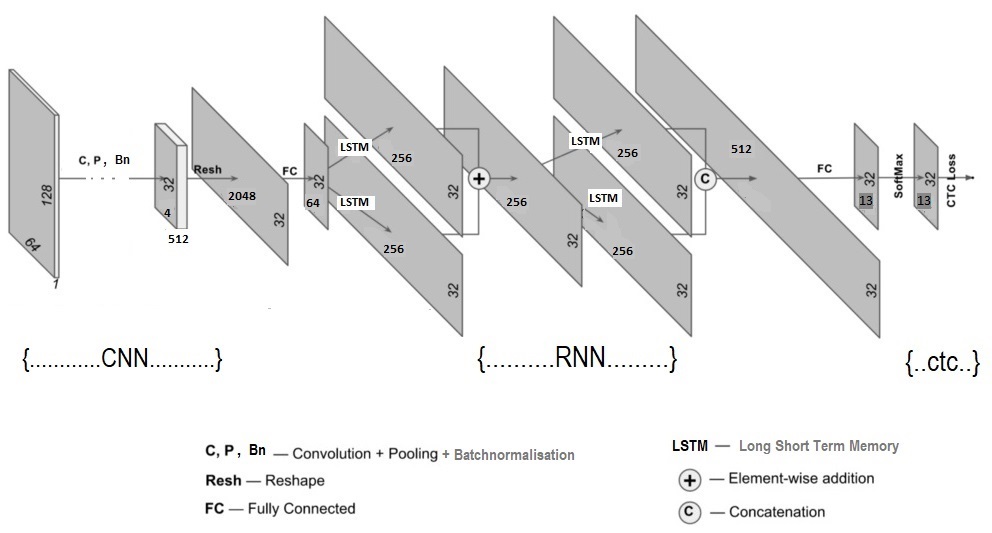 128
64
1
C, P, Bn
32
4
512
Resh
2048
32
FC
32
64
LSTM
256
32
LSTM
256
32
256
32
LSTM
256
32
LSTM
256
32
512
32
FC
32
13
SoftMax
32
13
CTC Loss
{............CNN...........}
{..........RNN.........}
{..ctc..}
C, P, Bn — Convolution + Pooling + Batchnormalisation
Resh — Reshape
FC — Fully Connected
LSTM — Long Short Term Memory
+ — Element-wise addition
C — Concatenation